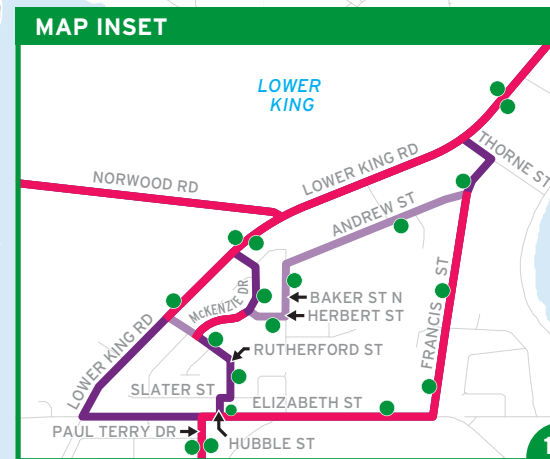 MAP INSET
LOWER
KING
NORWOOD RD
LOWER KING RD
THORNE ST
ANDREW ST
McKENZIE DR
BAKER ST N
HERBERT ST
FRANCIS ST
LOWER KING RD
RUTHERFORD ST
SLATER ST
ELIZABETH ST
PAUL TERRY DR
HUBBLE ST